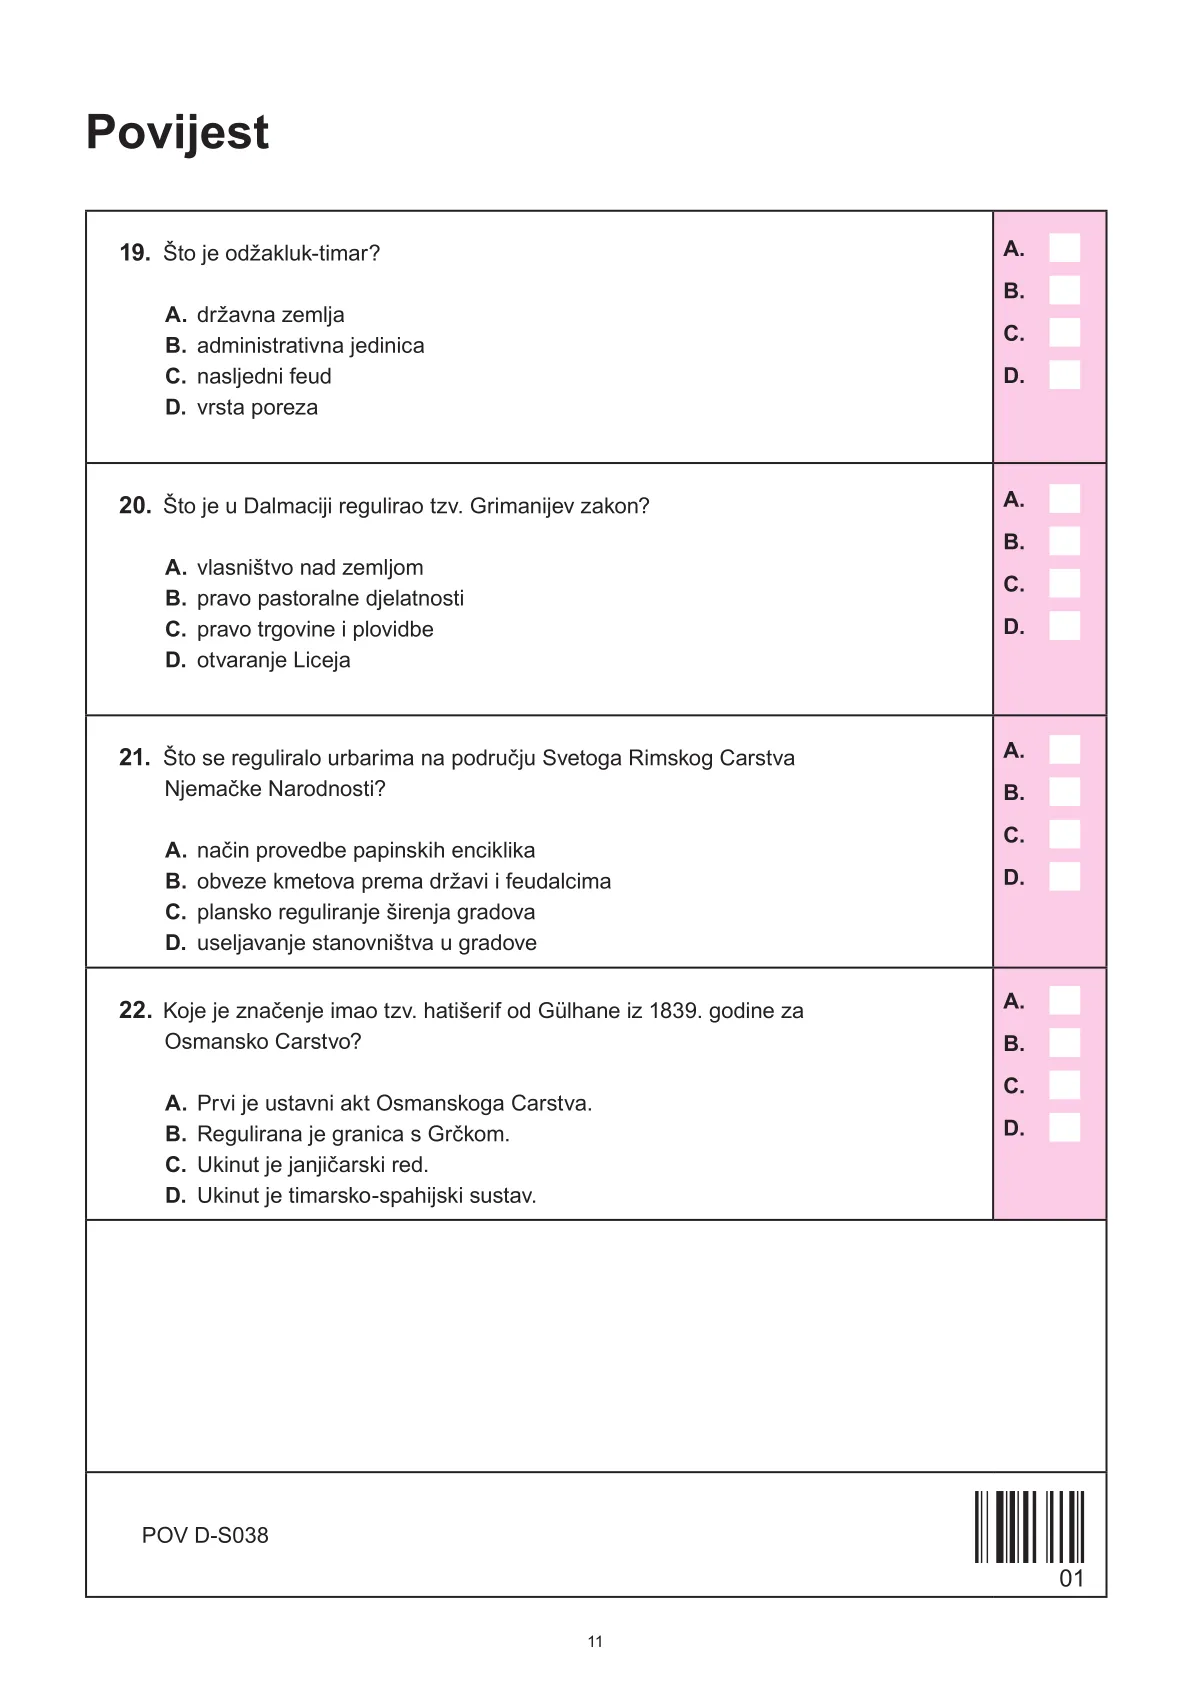 Povijest
19. Što je odžakluk-timar?
A. državna zemlja
B. administrativna jedinica
C. nasljedni feud
D. vrsta poreza
A.
B.
C.
D.
20. Što je u Dalmaciji regulirao tzv. Grimanijev zakon?
A. vlasništvo nad zemljom
B. pravo pastoralne djelatnosti
C. pravo trgovine i plovidbe
D. otvaranje Liceja
A.
B.
C.
D.
21. Što se reguliralo urbarima na području Svetoga Rimskog Carstva
Njemačke Narodnosti?
A. način provedbe papinskih enciklika
B. obveze kmetova prema državi i feudalcima
C. plansko reguliranje širenja gradova
D. useljavanje stanovništva u gradove
A.
B.
C.
D.
22. Koje je značenje imao tzv. hatišerif od Gülhane iz 1839. godine za
Osmansko Carstvo?
A. Prvi je ustavni akt Osmanskoga Carstva.
B. Regulirana je granica s Grčkom.
C. Ukinut je janjičarski red.
D. Ukinut je timarsko-spahijski sustav.
A.
B.
C.
D.
POV D-S038
01
11